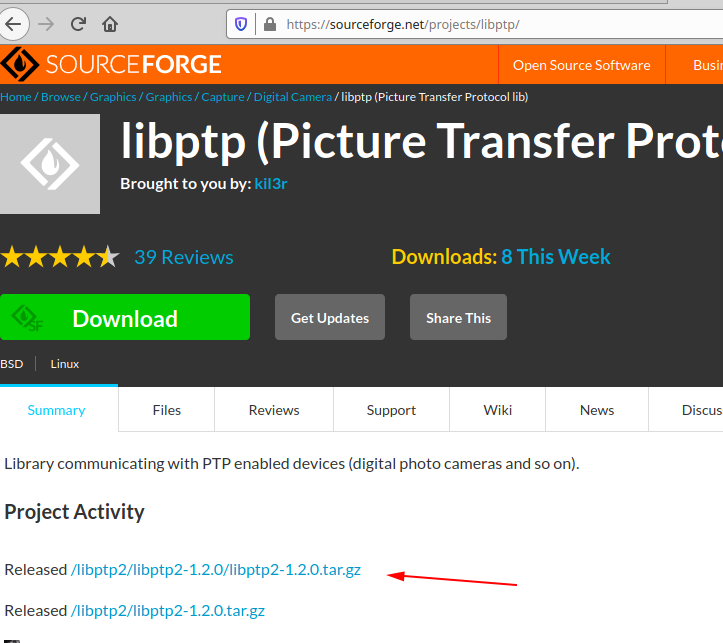 https://sourceforge.net/projects/libptp/
SOURCEFORGE
Open Source Software
Busi
Home / Browse / Graphics / Graphics / Capture / Digital Camera / libptp (Picture Transfer Protocol lib)
libptp (Picture Transfer Proto
Brought to you by: kil3r
39 Reviews
Downloads: 8 This Week
SF
Download
Get Updates
Share This
BSD
Linux
Summary
Files
Reviews
Support
Wiki
News
Discus
Library communicating with PTP enabled devices (digital photo cameras and so on).
Project Activity
Released /libptp2/libptp2-1.2.0/libptp2-1.2.0.tar.gz
Released /libptp2/libptp2-1.2.0.tar.gz